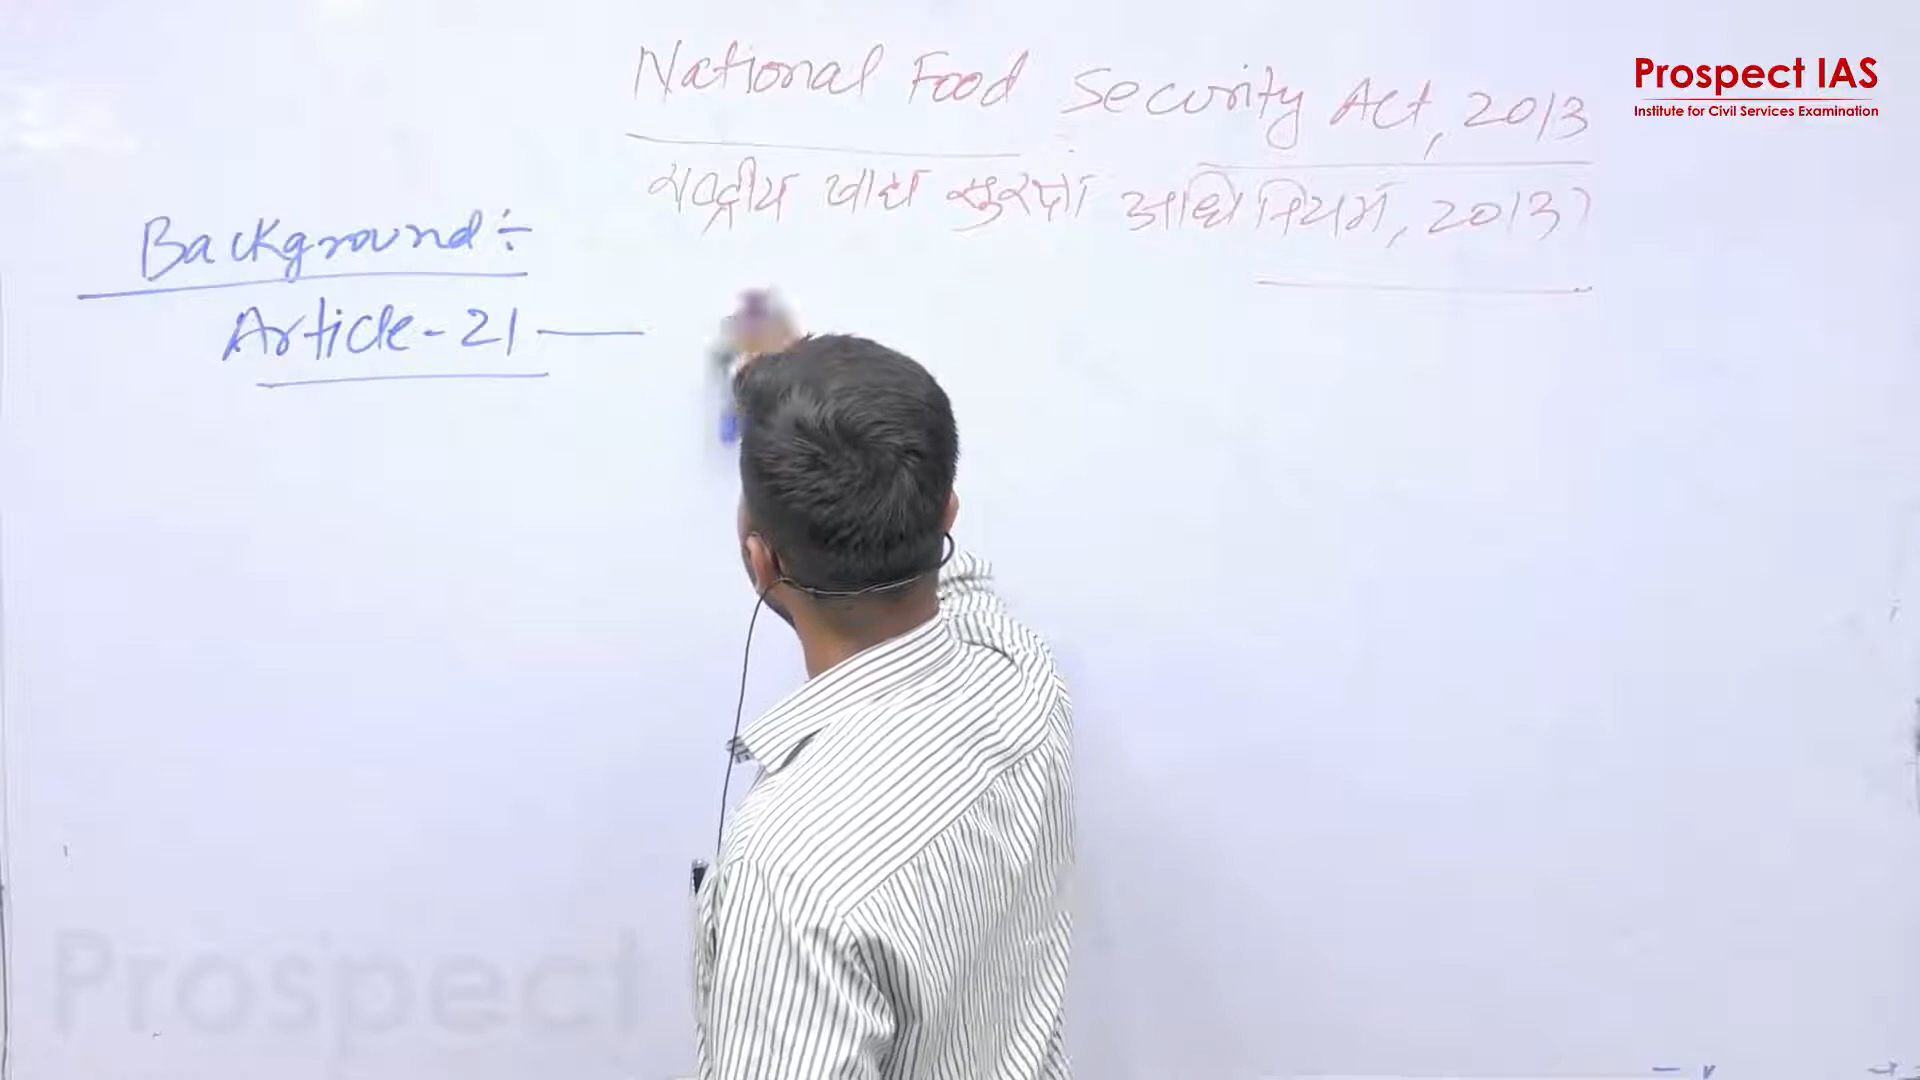 National Food Security Act, 2013
राष्ट्रीय खाद्य सुरक्षा अधिनियम, 2013
Prospect IAS
Institute for Civil Services Examination
Background ÷
Article-21 —
Prospect